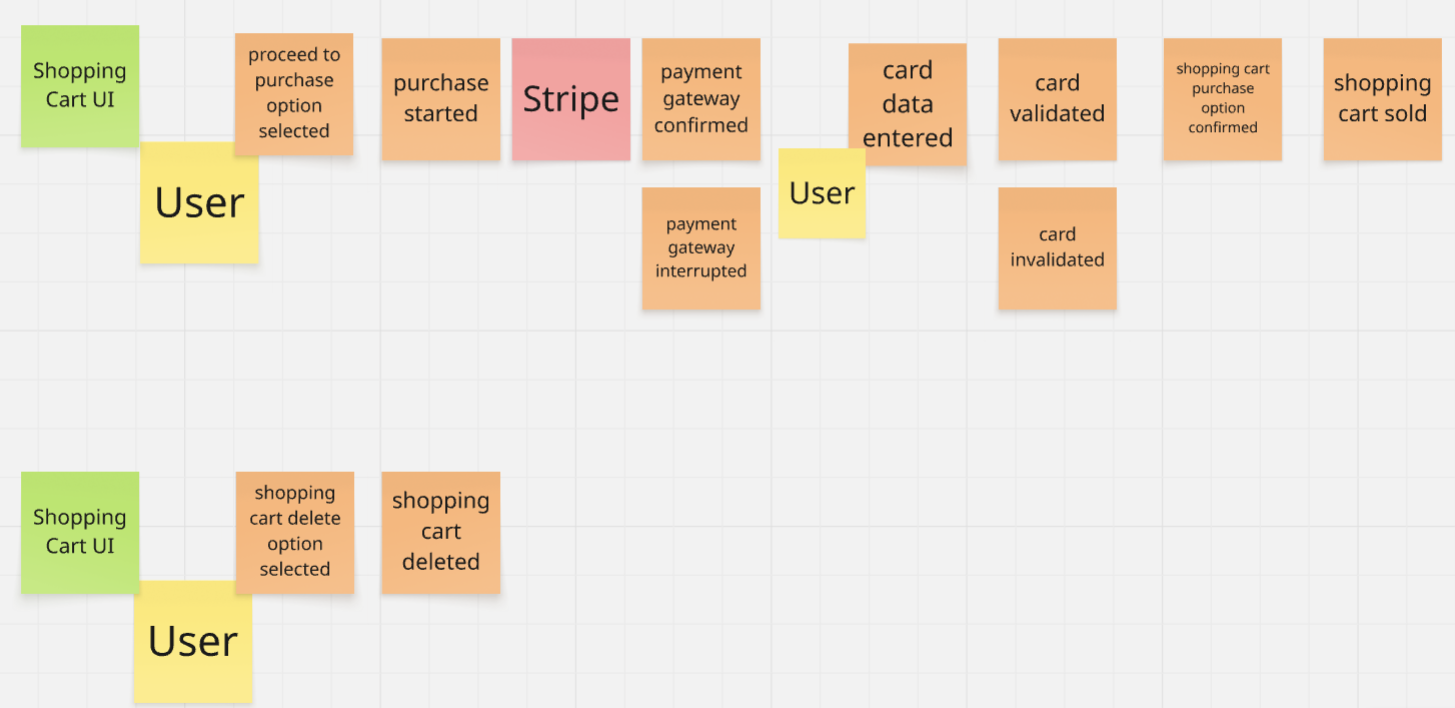 Shopping
Cart UI
User
proceed to
purchase
option
selected
purchase
started
Stripe
payment
gateway
confirmed
payment
gateway
interrupted
User
card
data
entered
card
validated
card
invalidated
shopping cart
purchase
option
confirmed
shopping
cart sold
Shopping
Cart UI
User
shopping
cart delete
option
selected
shopping
cart
deleted